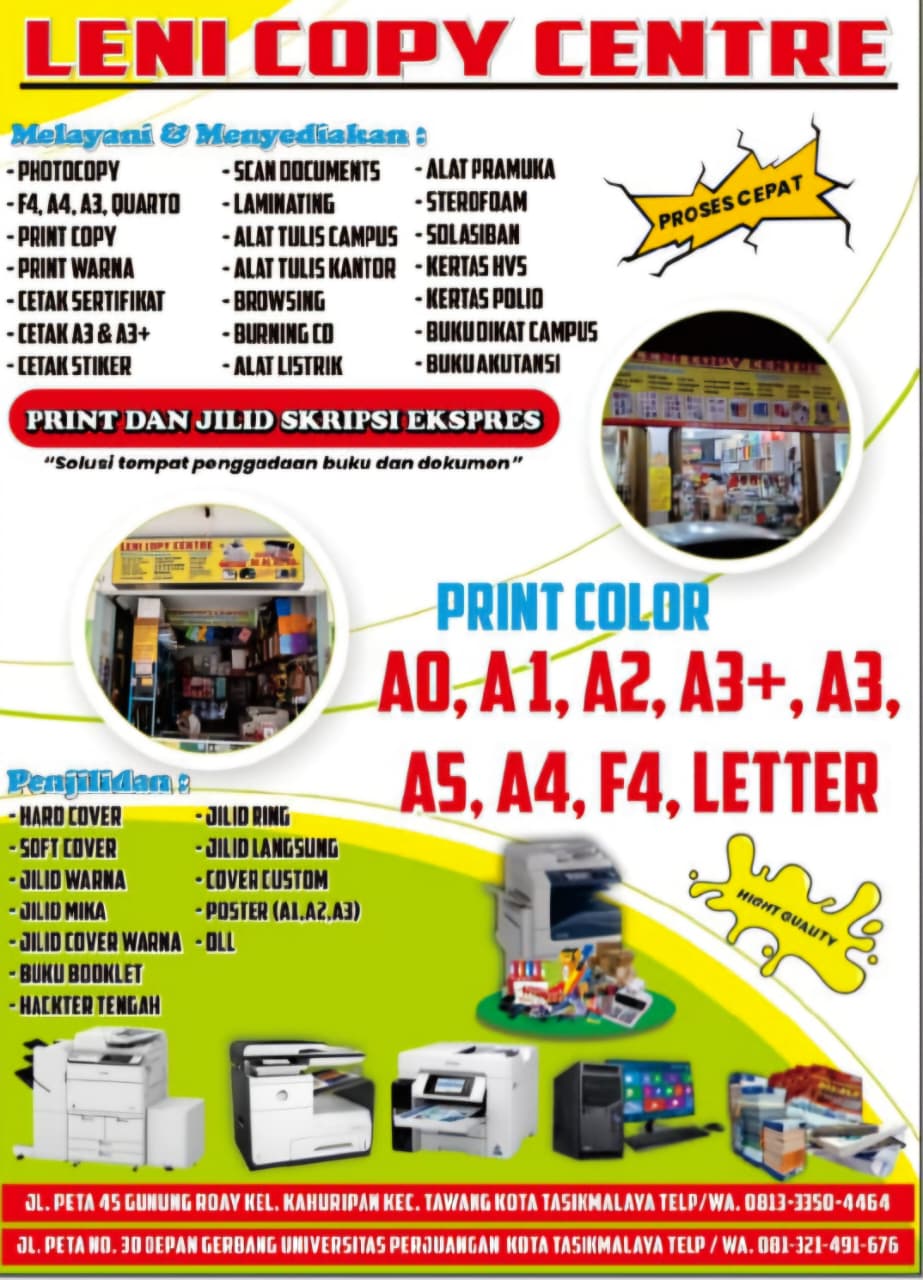 LENI COPY CENTRE
Melayani & Menyediakan :
- PHOTOCOPY
- F4, A4, A3, QUARTO
- PRINT COPY
- PRINT WARNA
- CETAK SERTIFIKAT
- CETAK A3 & A3+
- CETAK STIKER
- SCAN DOCUMENTS
- LAMINATING
- ALAT TULIS CAMPUS
- ALAT TULIS KANTOR
- BROWSING
- BURNING CD
- ALAT LISTRIK
- ALAT PRAMUKA
- STEROFOAM
- SOLASIBAN
- KERTAS HVS
- KERTAS POLIO
- BUKU DIKAT CAMPUS
- BUKU AKUTANSI
PROSES CEPAT
PRINT DAN JILID SKRIPSI EKSPRES
"Solusi tempat penggadaan buku dan dokumen"
LENI COPY CENTRE
LENI COPY CENTRE
PRINT COLOR
A0, A1, A2, A3+, A3,
A5, A4, F4, LETTER
Penjilidan :
- HARD COVER
- SOFT COVER
- JILID WARNA
- JILID MIKA
- JILID COVER WARNA
- BUKU BOOKLET
- HACKTER TENGAH
- JILID RING
- JILID LANGSUNG
- COVER CUSTOM
- POSTER (A1,A2,A3)
- DLL
HIGHT QUALITY
JL. PETA 45 GUNUNG ROAY KEL. KAHURIPAN KEC. TAWANG KOTA TASIKMALAYA TELP/WA. 0813-3350-4464
JL. PETA NO. 30 DEPAN GERBANG UNIVERSITAS PERJUANGAN KOTA TASIKMALAYA TELP / WA. 081-321-491-676